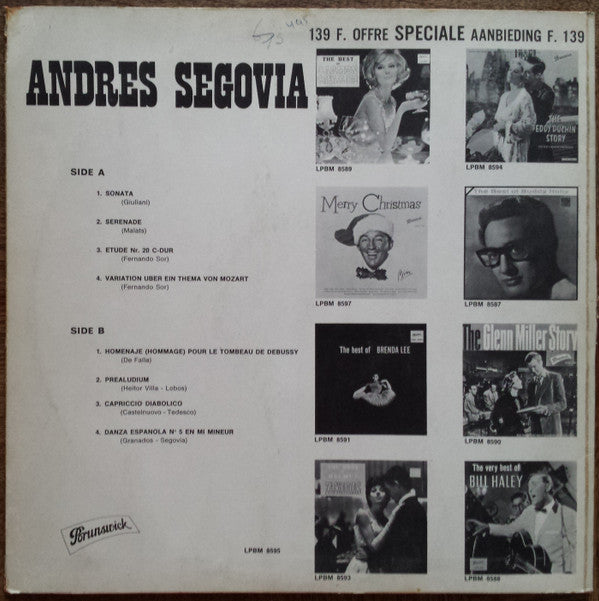 139 F. OFFRE SPECIALE AANBIEDING F. 139
ANDRES SEGOVIA
SIDE A
1. SONATA
(Giuliani)
2. SERENADE
(Malats)
3. ETUDE Nr. 20 C-DUR
(Fernando Sor)
4. VARIATION UBER EIN THEMA VON MOZART
(Fernando Sor)
SIDE B
1. HOMENAJE (HOMMAGE) POUR LE TOMBEAU DE DEBUSSY
(De Falla)
2. PREALUDIUM
(Heitor Villa - Lobos)
3. CAPRICCIO DIABOLICO
(Castelnuovo - Tedesco)
4. DANZA ESPANOLA N° 5 EN MI MINEUR
(Granados - Segovia)
Brunswick
LPBM 8595
THE BEST
LPBM 8589
THE
EDDY DUCHIN
STORY
LPBM 8594
Merry Christmas
Bing
LPBM 8597
The Best of Buddy Holly
LPBM 8587
The best of BRENDA LEE
LPBM 8591
The Glenn Miller Story
LPBM 8590
LPBM 8593
The very best of
BILL HALEY
LPBM 8588